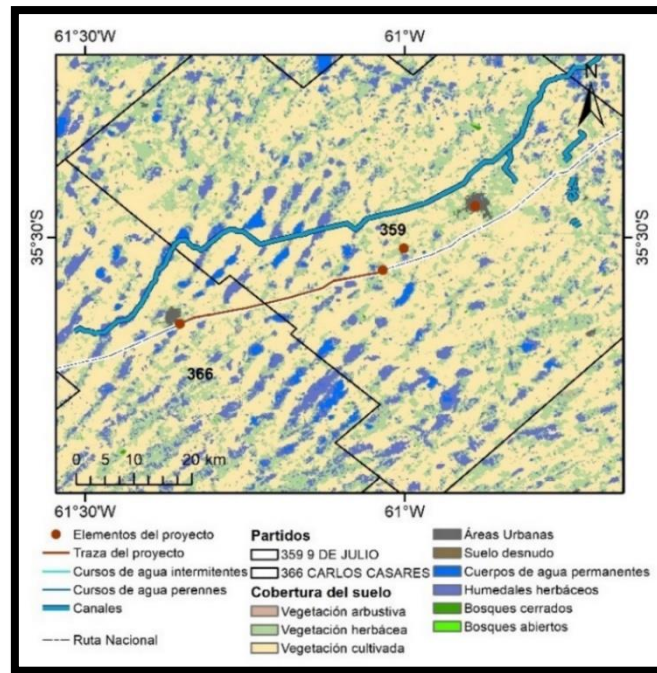 61°30'W
61°W
N
35°30'S
35°30'S
359
366
0 5 10 20 km
61°30'W
61°W
Elementos del proyecto
Traza del proyecto
Cursos de agua intermitentes
Cursos de agua perennes
Canales
Ruta Nacional
Partidos
359 9 DE JULIO
366 CARLOS CASARES
Cobertura del suelo
Vegetación arbustiva
Vegetación herbácea
Vegetación cultivada
Áreas Urbanas
Suelo desnudo
Cuerpos de agua permanentes
Humedales herbáceos
Bosques cerrados
Bosques abiertos